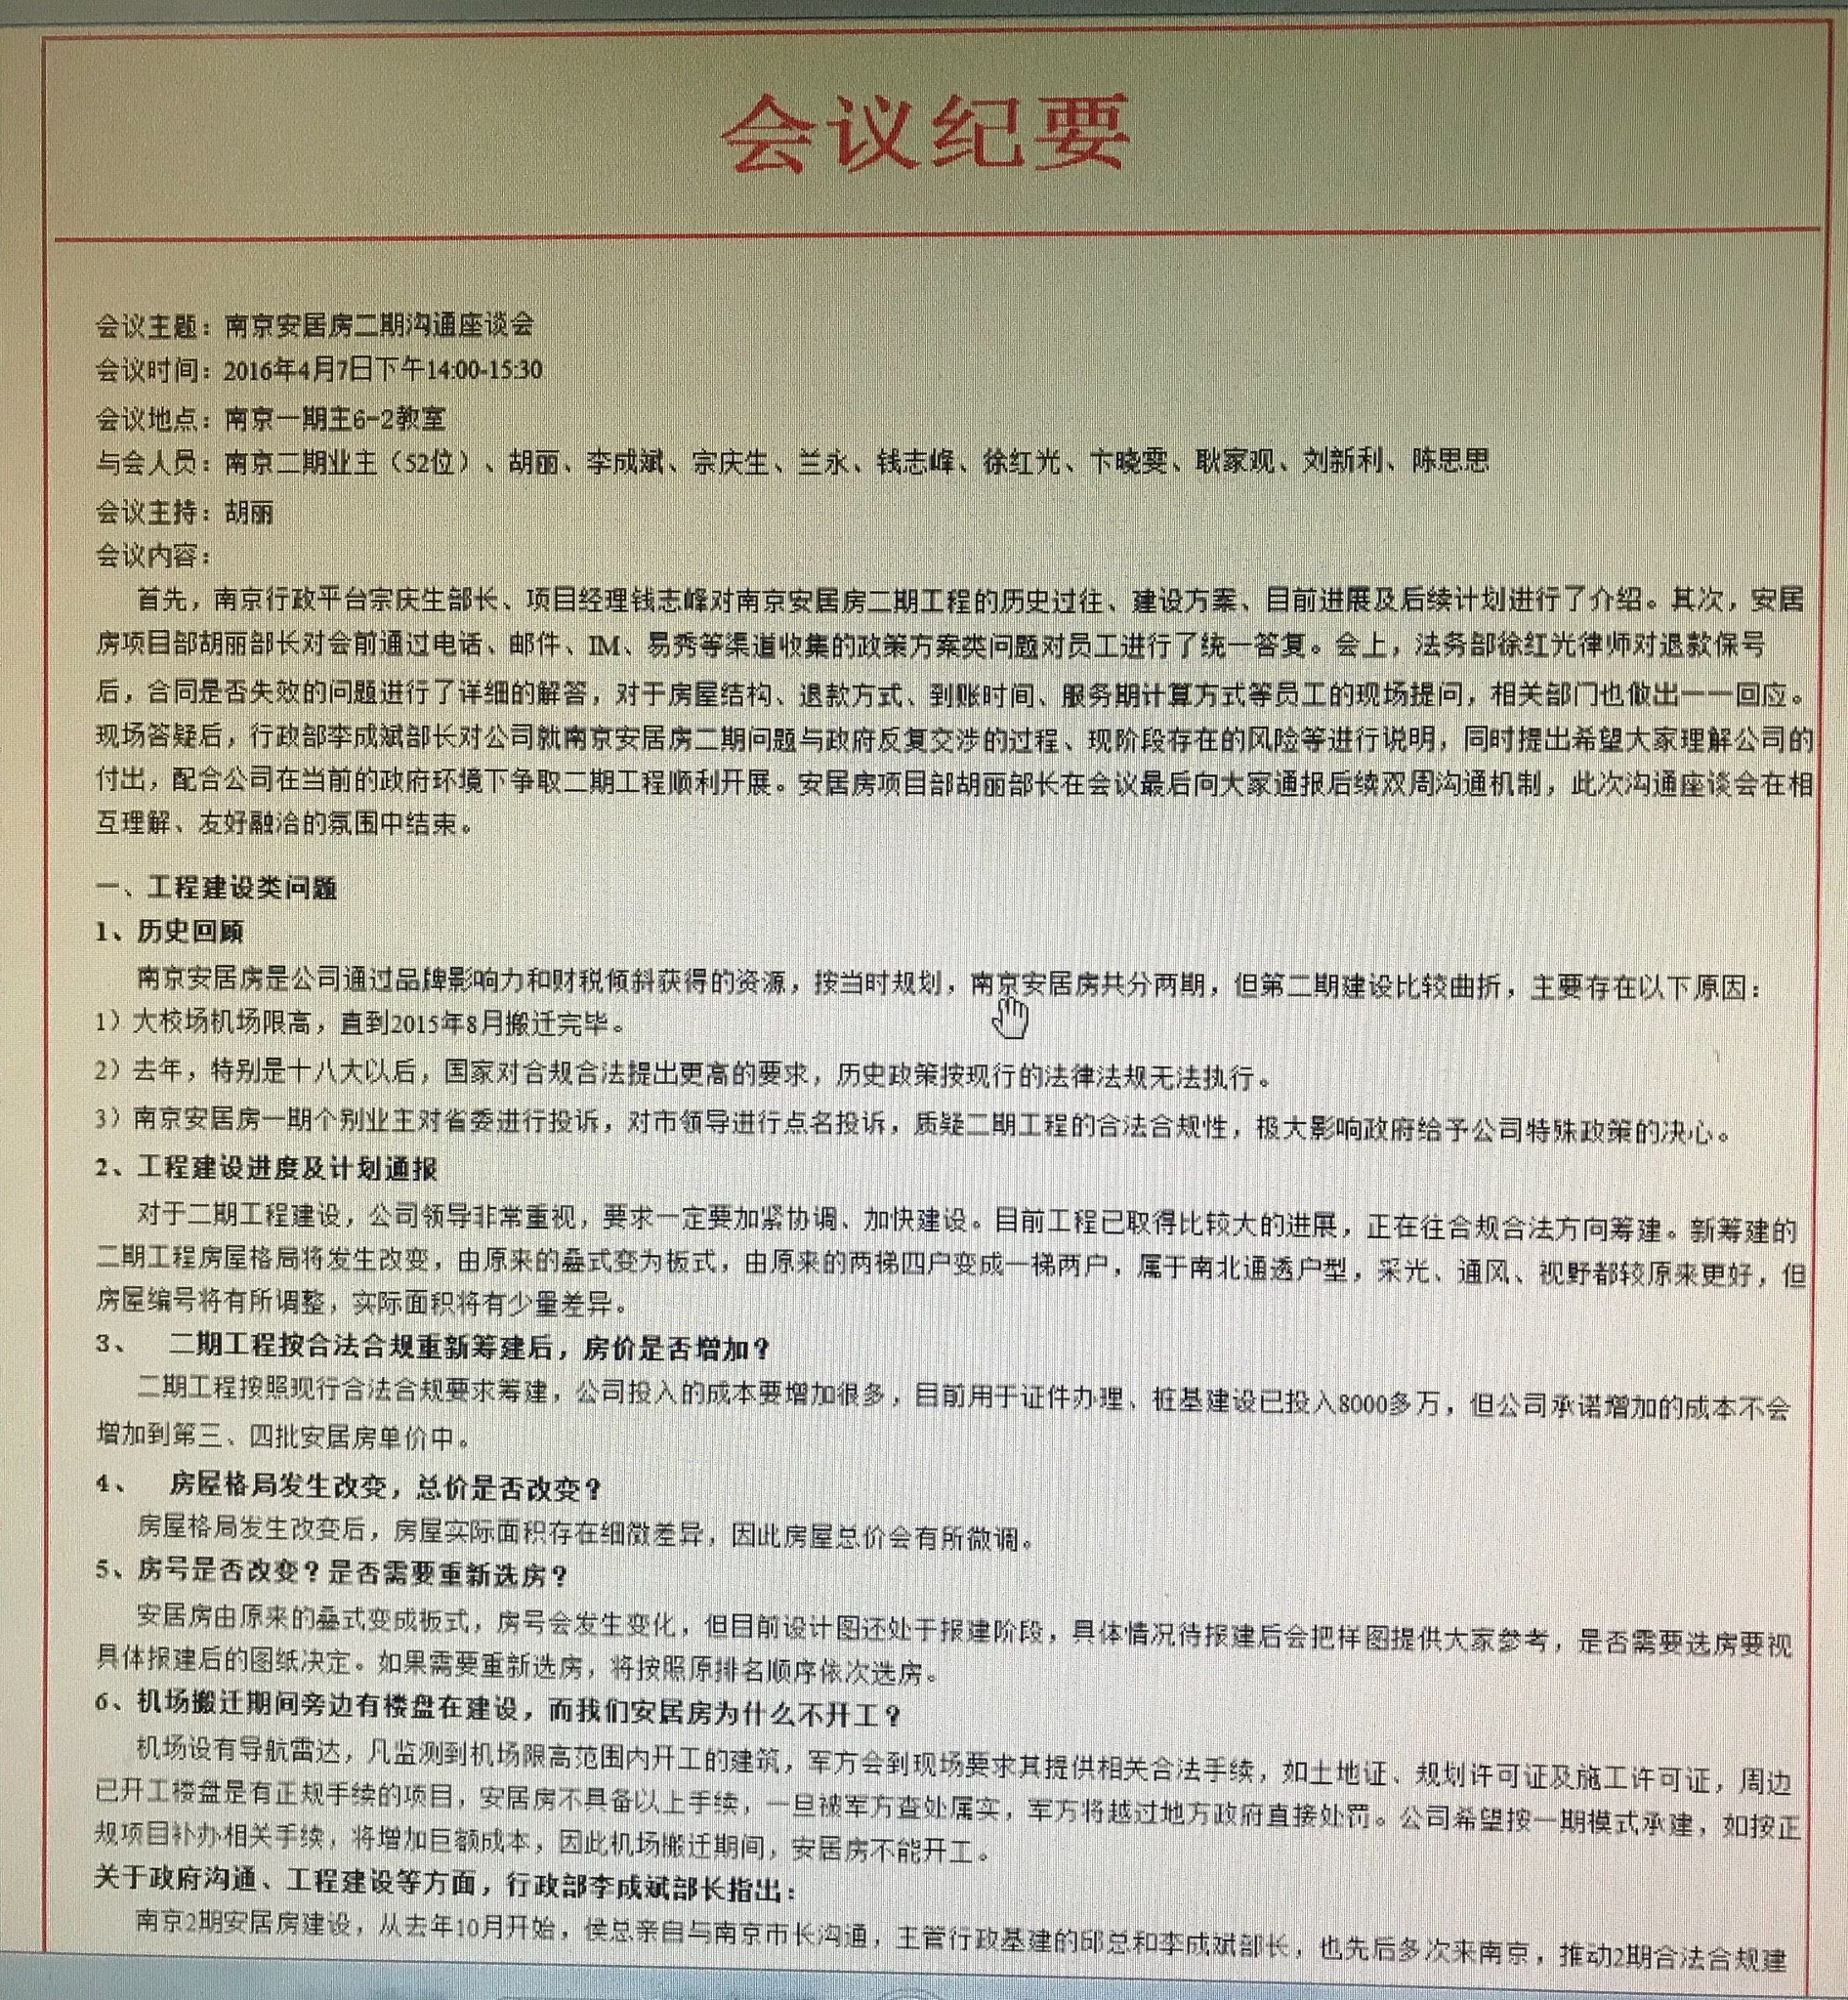 会议纪要
会议主题：南京安居房二期沟通座谈会
会议时间：2016年4月7日下午14:00-15:30
会议地点：南京一期主6-2教室
与会人员：南京二期业主（52位）、胡丽、李成斌、宗庆生、兰永、钱志峰、徐红光、卞晓雯、耿家观、刘新利、陈思思
会议主持：胡丽
会议内容：
首先，南京行政平台宗庆生部长、项目经理钱志峰对南京安居房二期工程的历史过往、建设方案、目前进展及后续计划进行了介绍。其次，安居
房项目部胡丽部长对会前通过电话、邮件、IM、易秀等渠道收集的政策方案类问题对员工进行了统一答复。会上，法务部徐红光律师对退款保号
后，合同是否失效的问题进行了详细的解答，对于房屋结构、退款方式、到账时间、服务期计算方式等员工的现场提问，相关部门也做出一一回应。
现场答疑后，行政部李成斌部长对公司就南京安居房二期问题与政府反复交涉的过程、现阶段存在的风险等进行说明，同时提出希望大家理解公司的
付出，配合公司在当前的政府环境下争取二期工程顺利开展。安居房项目部胡丽部长在会议最后向大家通报后续双周沟通机制，此次沟通座谈会在相
互理解、友好融洽的氛围中结束。
一、工程建设类问题
1、历史回顾
南京安居房是公司通过品牌影响力和财税倾斜获得的资源，按当时规划，南京安居房共分两期，但第二期建设比较曲折，主要存在以下原因：
1）大校场机场限高，直到2015年8月搬迁完毕。
2）去年，特别是十八大以后，国家对合规合法提出更高的要求，历史政策按现行的法律法规无法执行。
3）南京安居房一期个别业主对省委进行投诉，对市领导进行点名投诉，质疑二期工程的合法合规性，极大影响政府给予公司特殊政策的决心。
2、工程建设进度及计划通报
对于二期工程建设，公司领导非常重视，要求一定要加紧协调、加快建设。目前工程已取得比较大的进展，正在往合规合法方向筹建。新筹建的
二期工程房屋格局将发生改变，由原来的叠式变为板式，由原来的两梯四户变成一梯两户，属于南北通透户型，采光、通风、视野都较原来更好，但
房屋编号将有所调整，实际面积将有少量差异。
3、 二期工程按合法合规重新筹建后，房价是否增加？
二期工程按照现行合法合规要求筹建，公司投入的成本要增加很多，目前用于证件办理、桩基建设已投入8000多万，但公司承诺增加的成本不会
增加到第三、四批安居房单价中。
4、 房屋格局发生改变，总价是否改变？
房屋格局发生改变后，房屋实际面积存在细微差异，因此房屋总价会有所微调。
5、房号是否改变？是否需要重新选房？
安居房由原来的叠式变成板式，房号会发生变化，但目前设计图还处于报建阶段，具体情况待报建后会把样图提供大家参考，是否需要选房要视
具体报建后的图纸决定。如果需要重新选房，将按照原排名顺序依次选房。
6、机场搬迁期间旁边有楼盘在建设，而我们安居房为什么不开工？
机场设有导航雷达，凡监测到机场限高范围内开工的建筑，军方会到现场要求其提供相关合法手续，如土地证、规划许可证及施工许可证，周边
已开工楼盘是有正规手续的项目，安居房不具备以上手续，一旦被军方查处属实，军方将越过地方政府直接处罚。公司希望按一期模式承建，如按正
规项目补办相关手续，将增加巨额成本，因此机场搬迁期间，安居房不能开工。
关于政府沟通、工程建设等方面，行政部李成斌部长指出：
南京2期安居房建设，从去年10月开始，侯总亲自与南京市长沟通，主管行政基建的邱总和李成斌部长，也先后多次来南京，推动2期合法合规建